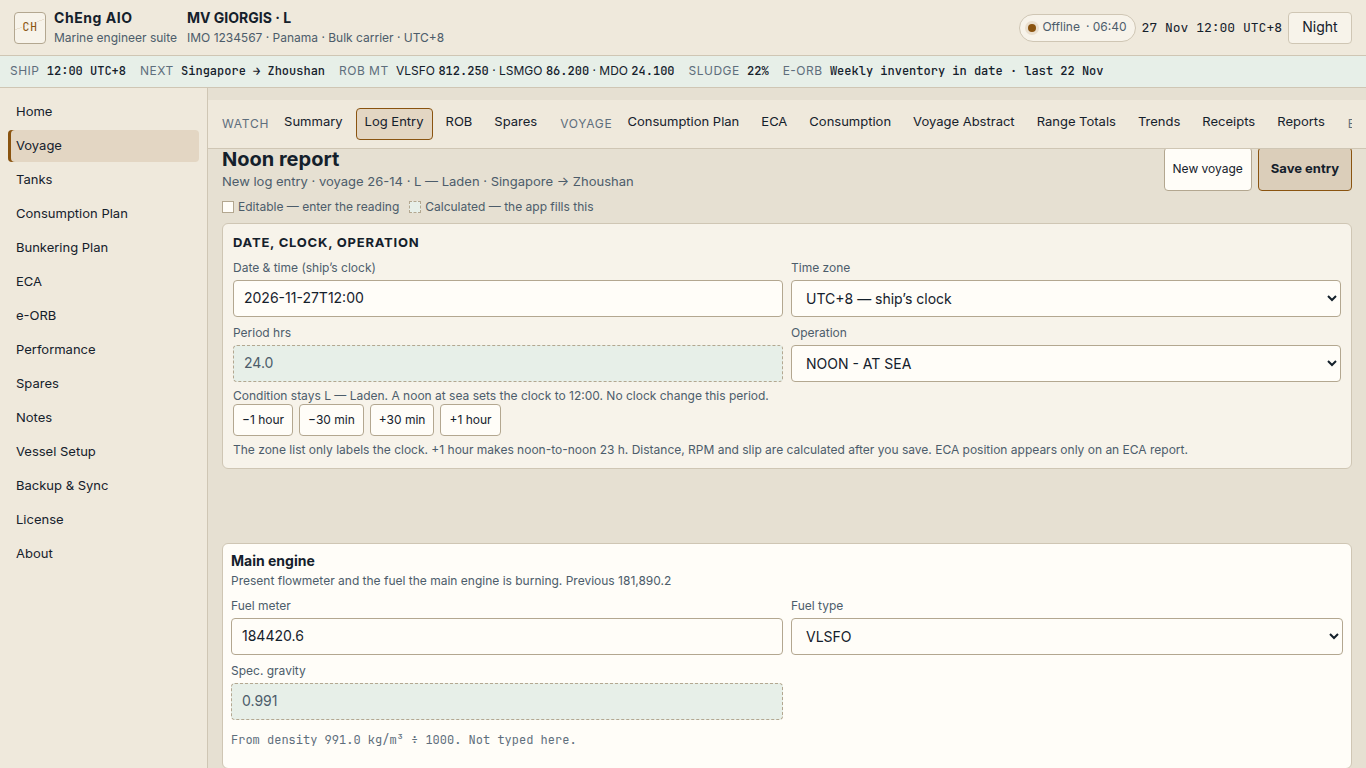 CH
ChEng AIO
Marine engineer suite
MV GIORGIS · L
IMO 1234567 · Panama · Bulk carrier · UTC+8
Offline · 06:40
27 Nov 12:00 UTC+8
Night
SHIP 12:00 UTC+8 NEXT Singapore → Zhoushan ROB MT VLSFO 812.250 · LSMGO 86.200 · MDO 24.100 SLUDGE 22% E-ORB Weekly inventory in date · last 22 Nov
Home
Voyage
Tanks
Consumption Plan
Bunkering Plan
ECA
e-ORB
Performance
Spares
Notes
Vessel Setup
Backup & Sync
License
About
WATCH Summary Log Entry ROB Spares VOYAGE Consumption Plan ECA Consumption Voyage Abstract Range Totals Trends Receipts Reports
Noon report
New log entry · voyage 26-14 · L — Laden · Singapore → Zhoushan
New voyage
Save entry
Editable — enter the reading
Calculated — the app fills this
DATE, CLOCK, OPERATION
Date & time (ship's clock)
2026-11-27T12:00
Time zone
UTC+8 — ship's clock
Period hrs
24.0
Operation
NOON - AT SEA
Condition stays L — Laden. A noon at sea sets the clock to 12:00. No clock change this period.
−1 hour
−30 min
+30 min
+1 hour
The zone list only labels the clock. +1 hour makes noon-to-noon 23 h. Distance, RPM and slip are calculated after you save. ECA position appears only on an ECA report.
Main engine
Present flowmeter and the fuel the main engine is burning. Previous 181,890.2
Fuel meter
184420.6
Fuel type
VLSFO
Spec. gravity
0.991
From density 991.0 kg/m³ ÷ 1000. Not typed here.